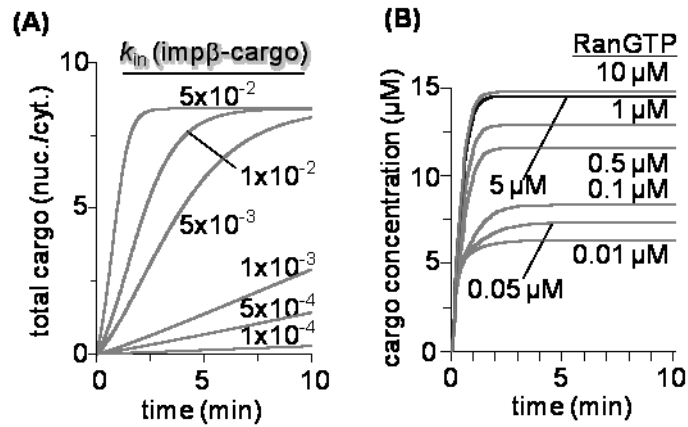 (A)
k_in (impβ-cargo)
10
5
0
total cargo (nuc./cyt.)
5x10⁻²
1x10⁻²
5x10⁻³
1x10⁻³
5x10⁻⁴
1x10⁻⁴
0 5 10
time (min)
(B)
RanGTP
15
10
5
0
cargo concentration (μM)
10 μM
1 μM
5 μM
0.5 μM
0.1 μM
0.05 μM
0.01 μM
0 5 10
time (min)